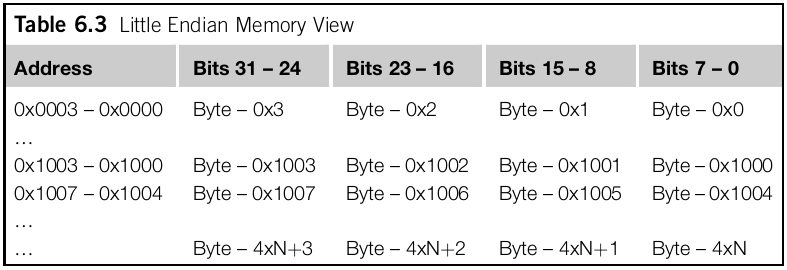 Table 6.3 Little Endian Memory View
Address Bits 31 – 24 Bits 23 – 16 Bits 15 – 8 Bits 7 – 0
0x0003 – 0x0000 Byte – 0x3 Byte – 0x2 Byte – 0x1 Byte – 0x0
…
0x1003 – 0x1000 Byte – 0x1003 Byte – 0x1002 Byte – 0x1001 Byte – 0x1000
0x1007 – 0x1004 Byte – 0x1007 Byte – 0x1006 Byte – 0x1005 Byte – 0x1004
…
… Byte – 4xN+3 Byte – 4xN+2 Byte – 4xN+1 Byte – 4xN